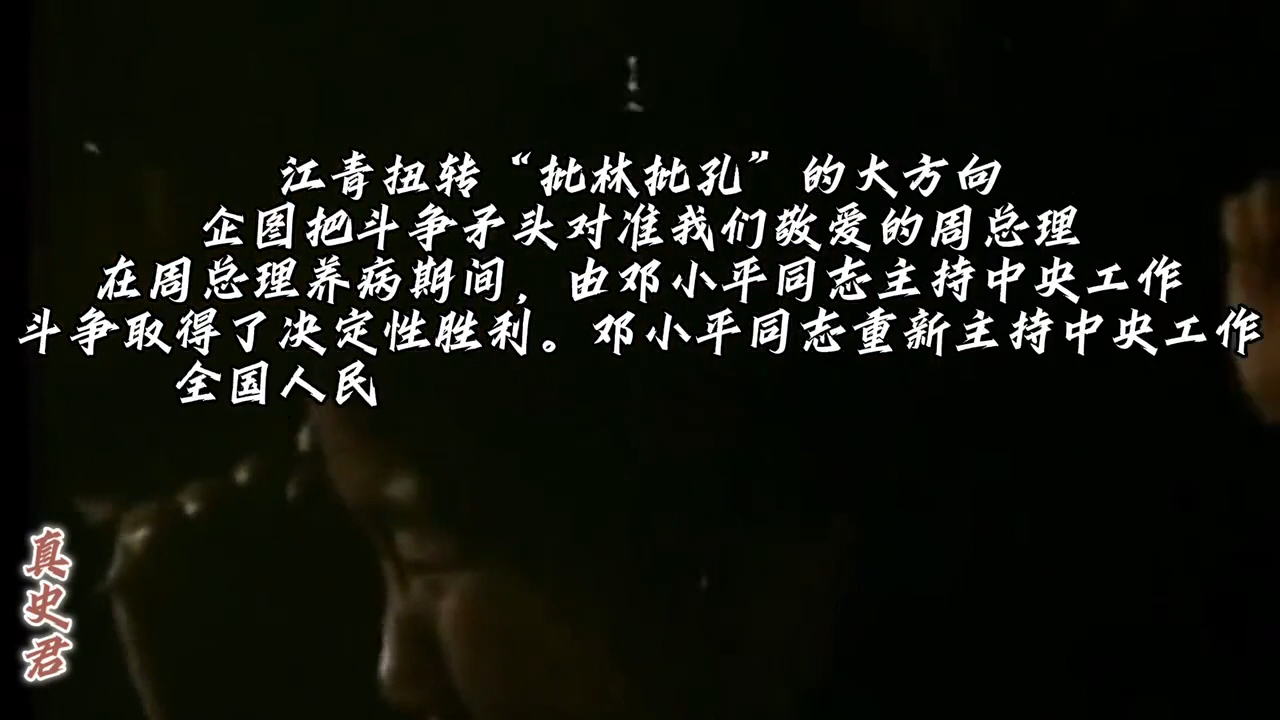 江青扭转“批林批孔”的大方向
企图把斗争矛头对准我们敬爱的周总理
在周总理养病期间，由邓小平同志主持中央工作
斗争取得了决定性胜利。邓小平同志重新主持中央工作
全国人民
真史君